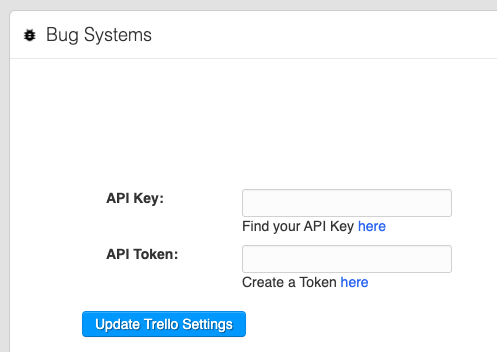 Bug Systems
API Key:
Find your API Key here
API Token:
Create a Token here
Update Trello Settings